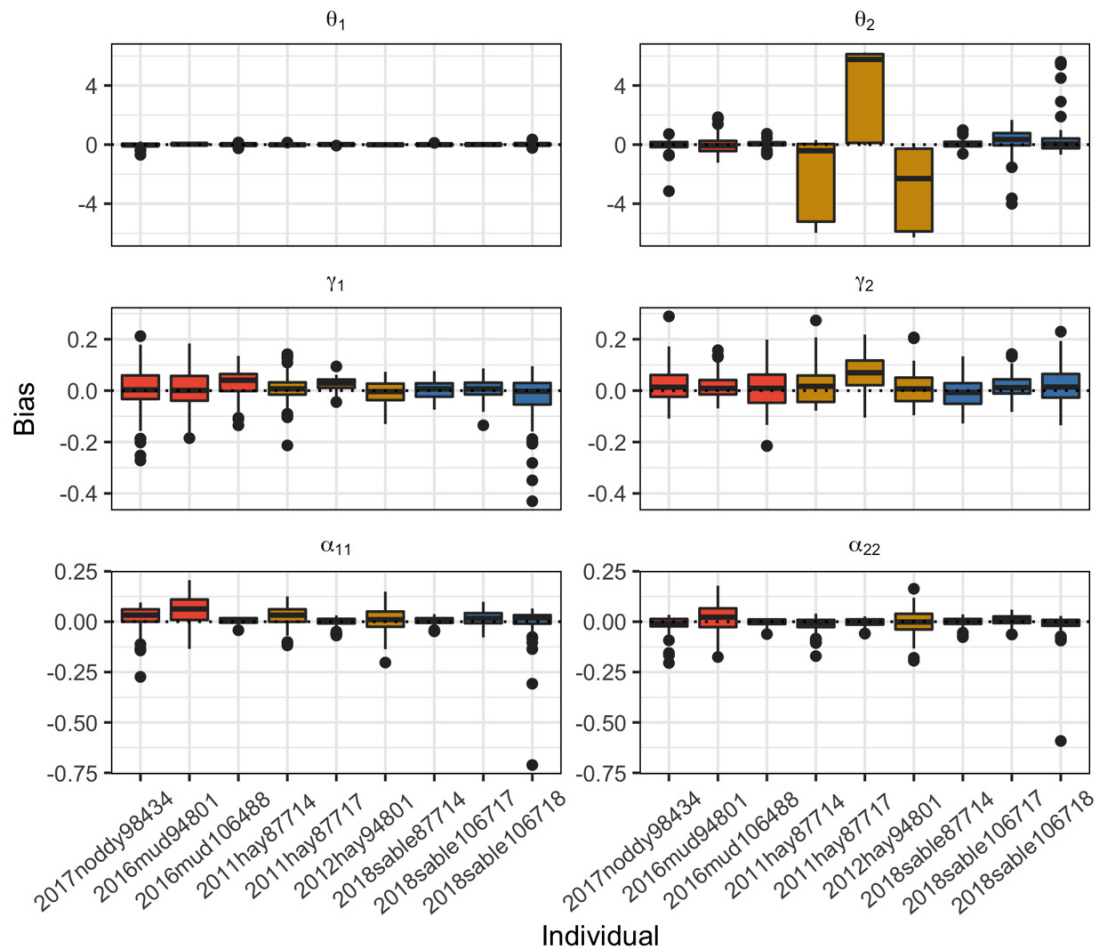 θ1 θ2
4
0
-4
4
0
-4
γ1 γ2
0.2
0.0
-0.2
-0.4
0.2
0.0
-0.2
-0.4
Bias
α11 α22
0.25
0.00
-0.25
-0.50
-0.75
0.25
0.00
-0.25
-0.50
-0.75
2017noddy98434
2016mud94801
2016mud106488
2011hay87714
2011hay87717
2012hay94801
2018sable87714
2018sable106717
2018sable106718
2017noddy98434
2016mud94801
2016mud106488
2011hay87714
2011hay87717
2012hay94801
2018sable87714
2018sable106717
2018sable106718
Individual